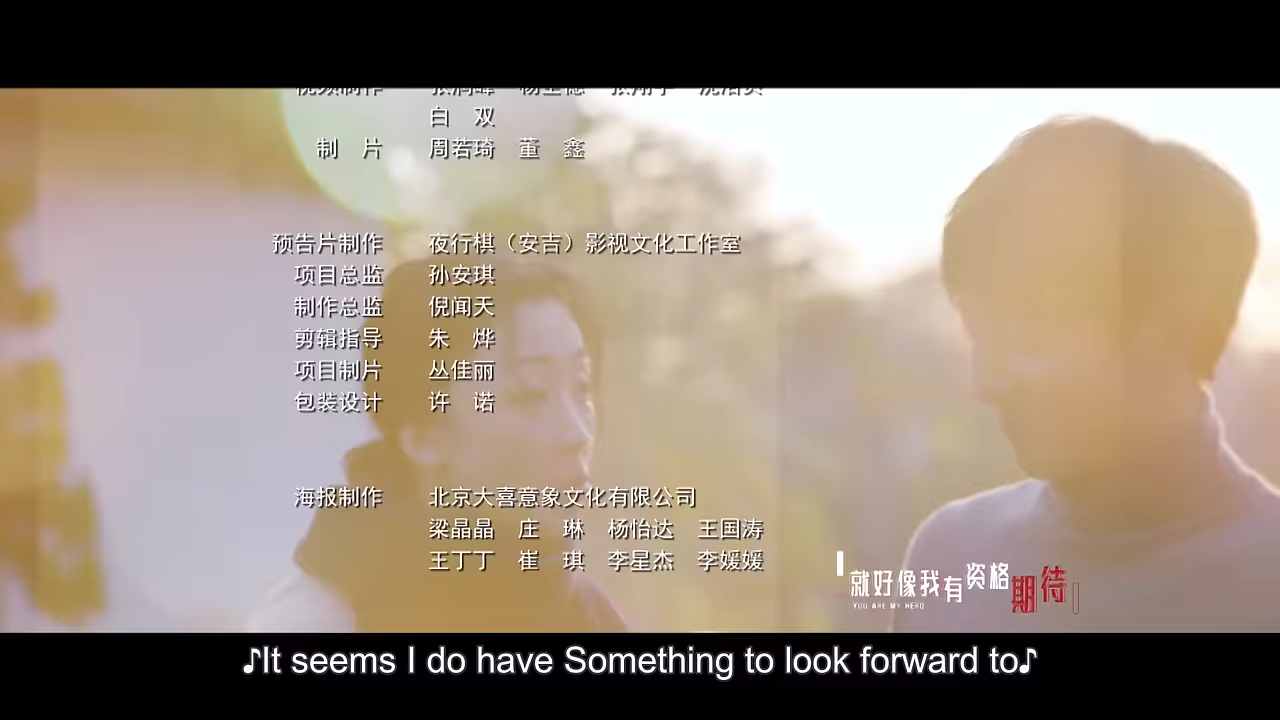 白 双
制 片 周若琦 董 鑫
预告片制作 夜行棋（安吉）影视文化工作室
项目总监 孙安琪
制作总监 倪闻天
剪辑指导 朱 烨
项目制片 丛佳丽
包装设计 许 诺
海报制作 北京大喜意象文化有限公司
梁晶晶 庄 琳 杨怡达 王国涛
王丁丁 崔 琪 李星杰 李媛媛
就好像我有资格期待
YOU ARE MY HERO
♪It seems I do have Something to look forward to♪